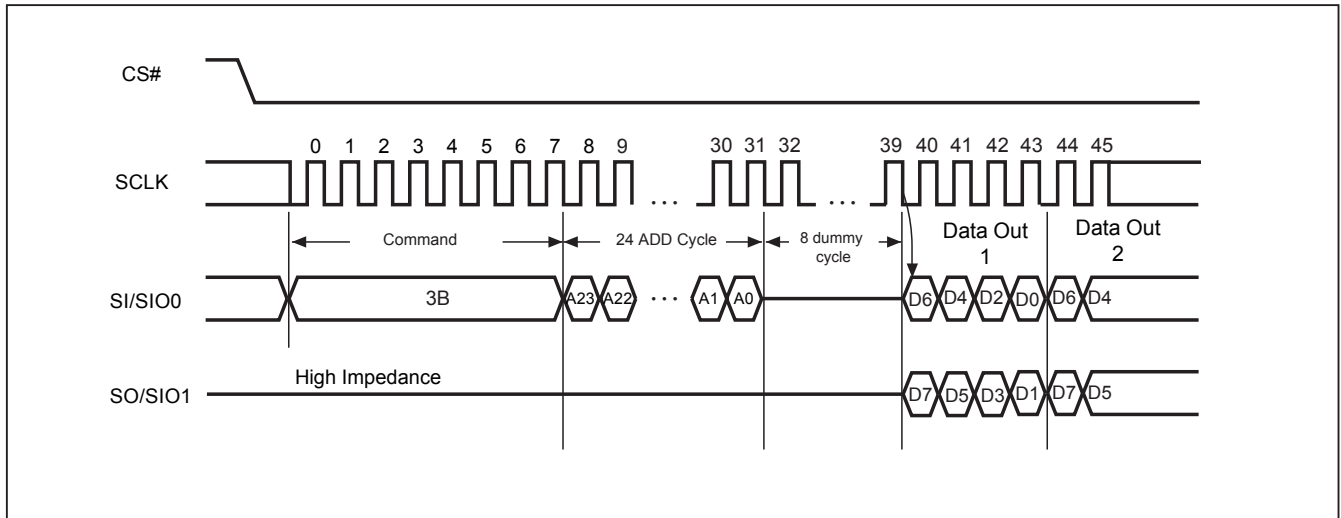 CS#
0 1 2 3 4 5 6 7 8 9 30 31 32 39 40 41 42 43 44 45
SCLK
... ...
Command 24 ADD Cycle 8 dummy cycle Data Out 1 Data Out 2
SI/SIO0 3B A23 A22 ... A1 A0 D6 D4 D2 D0 D6 D4
High Impedance
SO/SIO1 D7 D5 D3 D1 D7 D5